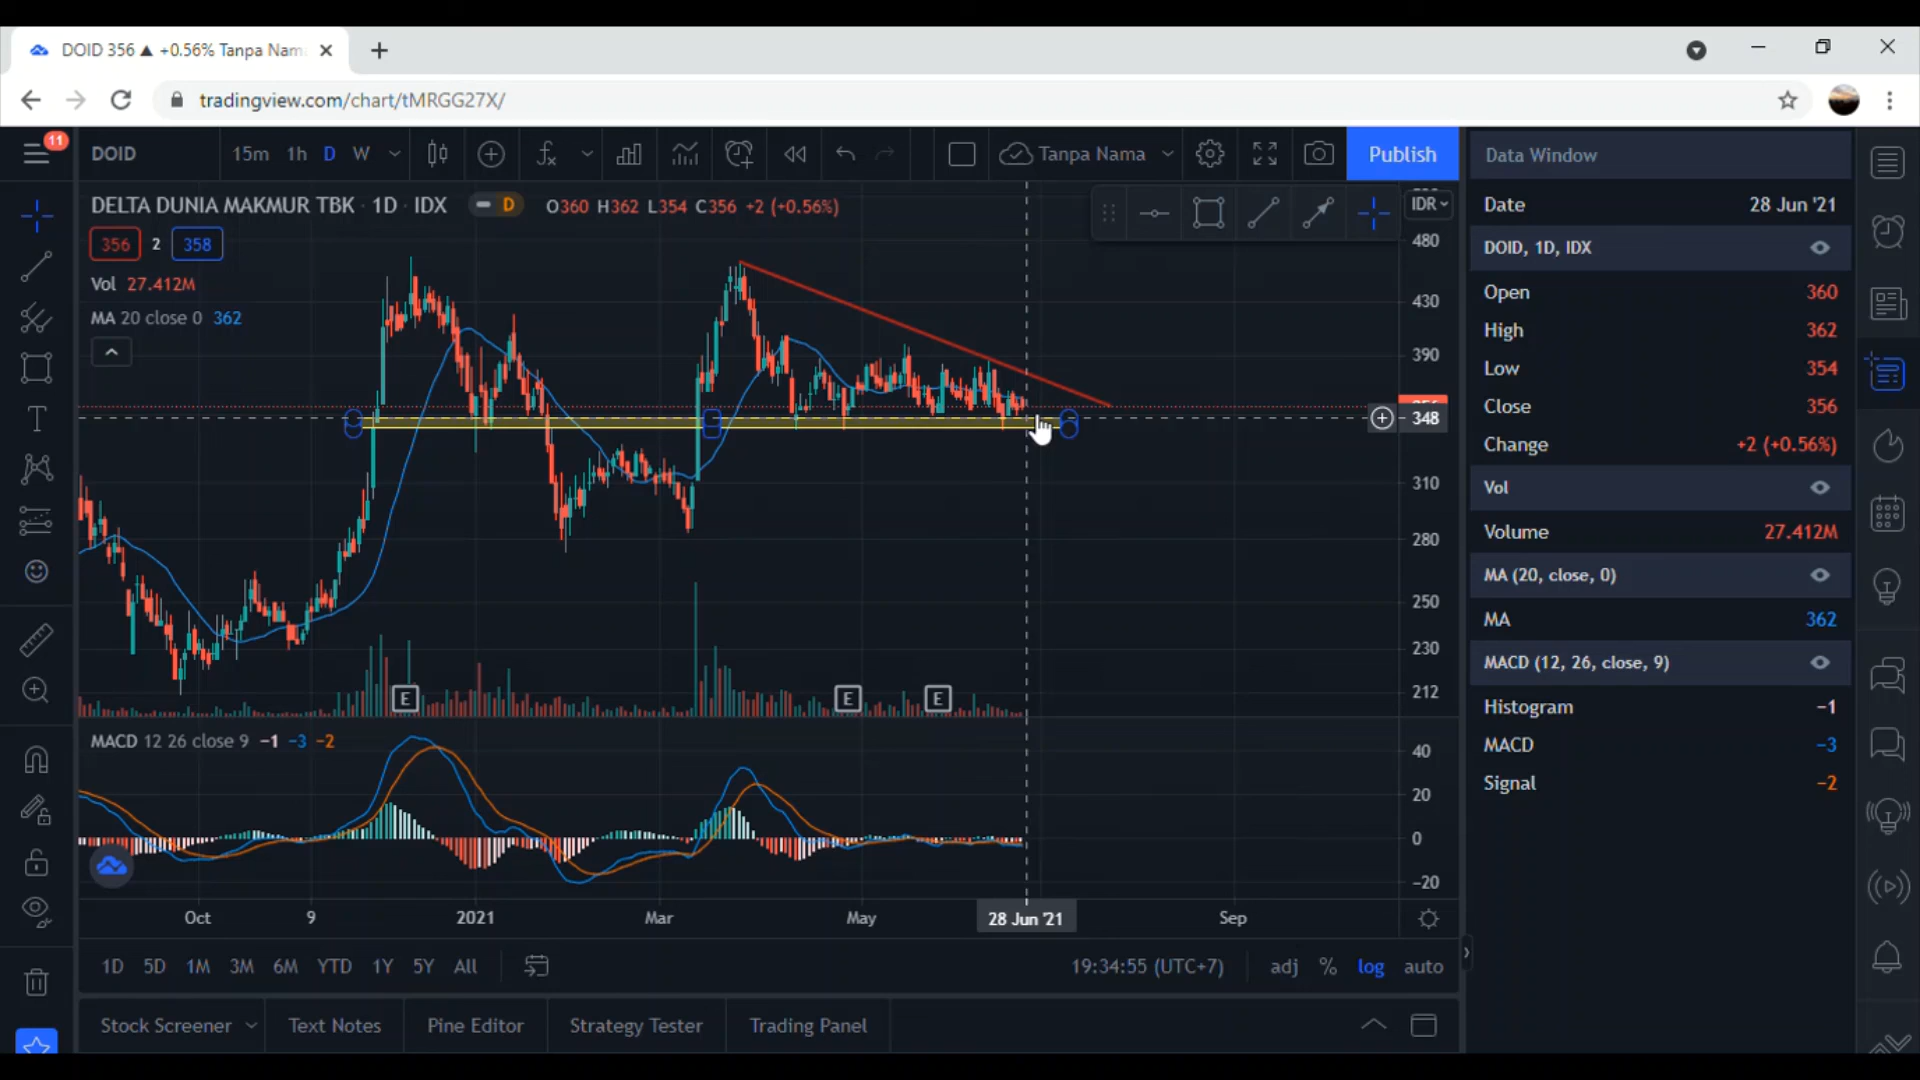 DOID 356 ▲ +0.56% Tanpa Nam
tradingview.com/chart/tMRGG27X/
11
DOID 15m 1h D W Tanpa Nama Publish
DELTA DUNIA MAKMUR TBK · 1D · IDX D O360 H362 L354 C356 +2 (+0.56%)
356 2 358
Vol 27.412M
MA 20 close 0 362
IDR
480
430
390
348
310
280
250
230
212
E E E
MACD 12 26 close 9 −1 −3 −2
40
20
0
−20
Oct 9 2021 Mar May 28 Jun '21 Sep
1D 5D 1M 3M 6M YTD 1Y 5Y All 19:34:55 (UTC+7) adj % log auto
Stock Screener Text Notes Pine Editor Strategy Tester Trading Panel
Data Window
Date 28 Jun '21
DOID, 1D, IDX
Open 360
High 362
Low 354
Close 356
Change +2 (+0.56%)
Vol
Volume 27.412M
MA (20, close, 0)
MA 362
MACD (12, 26, close, 9)
Histogram −1
MACD −3
Signal −2